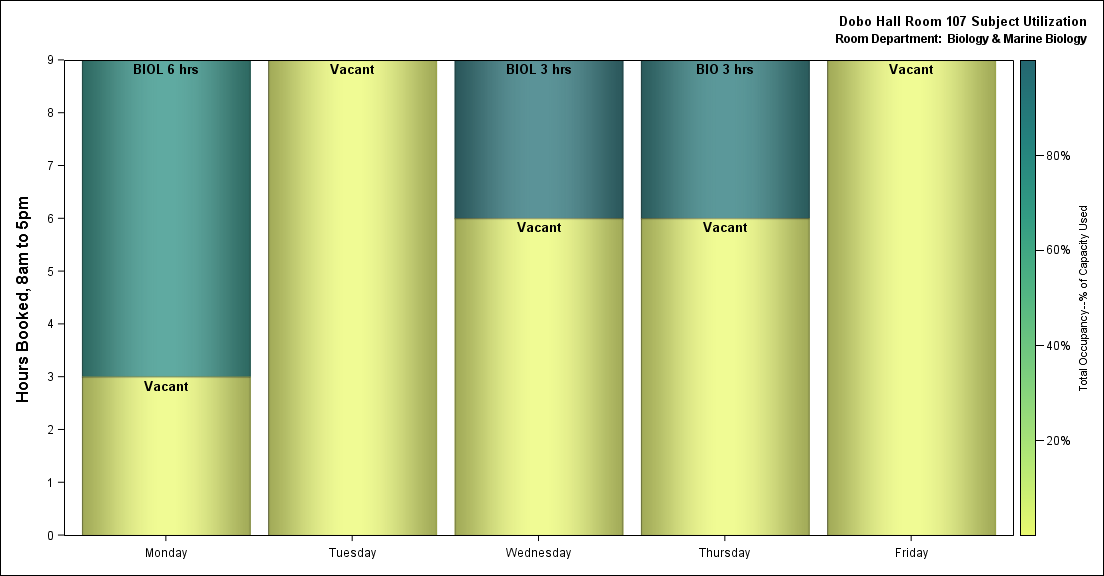 Dobo Hall Room 107 Subject Utilization
Room Department: Biology & Marine Biology
Hours Booked, 8am to 5pm
9
8
7
6
5
4
3
2
1
0
BIOL 6 hrs
Vacant
Vacant
BIOL 3 hrs
Vacant
BIO 3 hrs
Vacant
Vacant
Monday
Tuesday
Wednesday
Thursday
Friday
80%
60%
40%
20%
Total Occupancy--% of Capacity Used